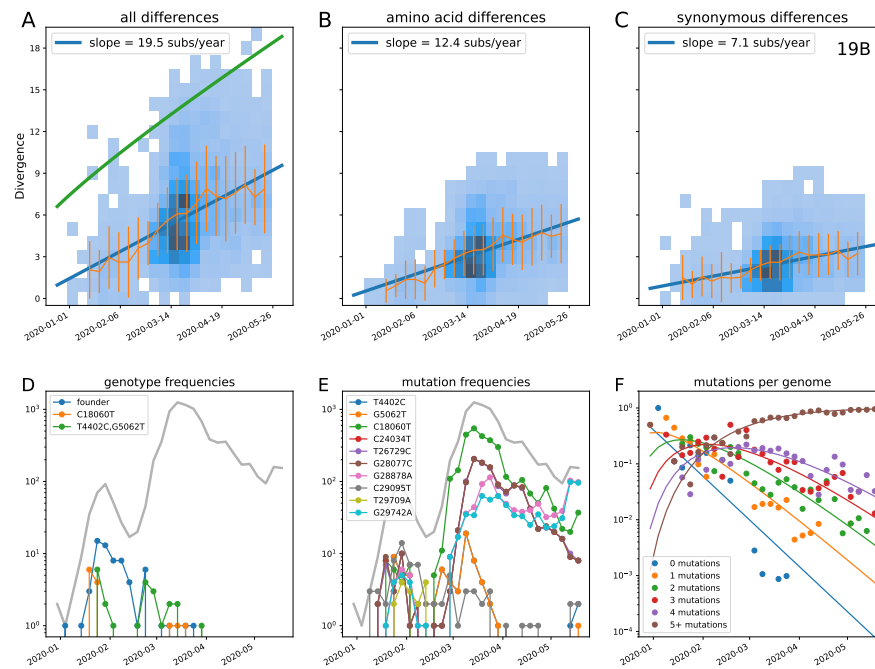 A all differences
slope = 19.5 subs/year
Divergence
18
15
12
9
6
3
0
2020-01-01
2020-02-06
2020-03-14
2020-04-19
2020-05-26
B amino acid differences
slope = 12.4 subs/year
2020-01-01
2020-02-06
2020-03-14
2020-04-19
2020-05-26
C synonymous differences
slope = 7.1 subs/year
19B
2020-01-01
2020-02-06
2020-03-14
2020-04-19
2020-05-26
D genotype frequencies
founder
C18060T
T4402C,G5062T
10³
10²
10¹
10⁰
2020-01
2020-02
2020-03
2020-04
2020-05
E mutation frequencies
T4402C
G5062T
C18060T
C24034T
T26729C
G28077C
G28878A
C29095T
T29709A
G29742A
10³
10²
10¹
10⁰
2020-01
2020-02
2020-03
2020-04
2020-05
F mutations per genome
10⁰
10⁻¹
10⁻²
10⁻³
10⁻⁴
0 mutations
1 mutations
2 mutations
3 mutations
4 mutations
5+ mutations
2020-01
2020-02
2020-03
2020-04
2020-05